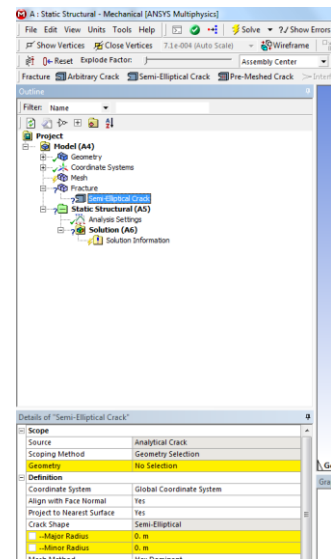 A : Static Structural - Mechanical [ANSYS Multiphysics]
File Edit View Units Tools Help Solve ?/ Show Errors
Show Vertices Close Vertices 7.1e-004 (Auto Scale) Wireframe
Reset Explode Factor: Assembly Center
Fracture Arbitrary Crack Semi-Elliptical Crack Pre-Meshed Crack
Outline
Filter: Name
Project
Model (A4)
Geometry
Coordinate Systems
Mesh
Fracture
Semi-Elliptical Crack
Static Structural (A5)
Analysis Settings
Solution (A6)
Solution Information
Details of "Semi-Elliptical Crack"
Scope
Source Analytical Crack
Scoping Method Geometry Selection
Geometry No Selection
Definition
Coordinate System Global Coordinate System
Align with Face Normal Yes
Project to Nearest Surface Yes
Crack Shape Semi-Elliptical
--Major Radius 0. m
--Minor Radius 0. m